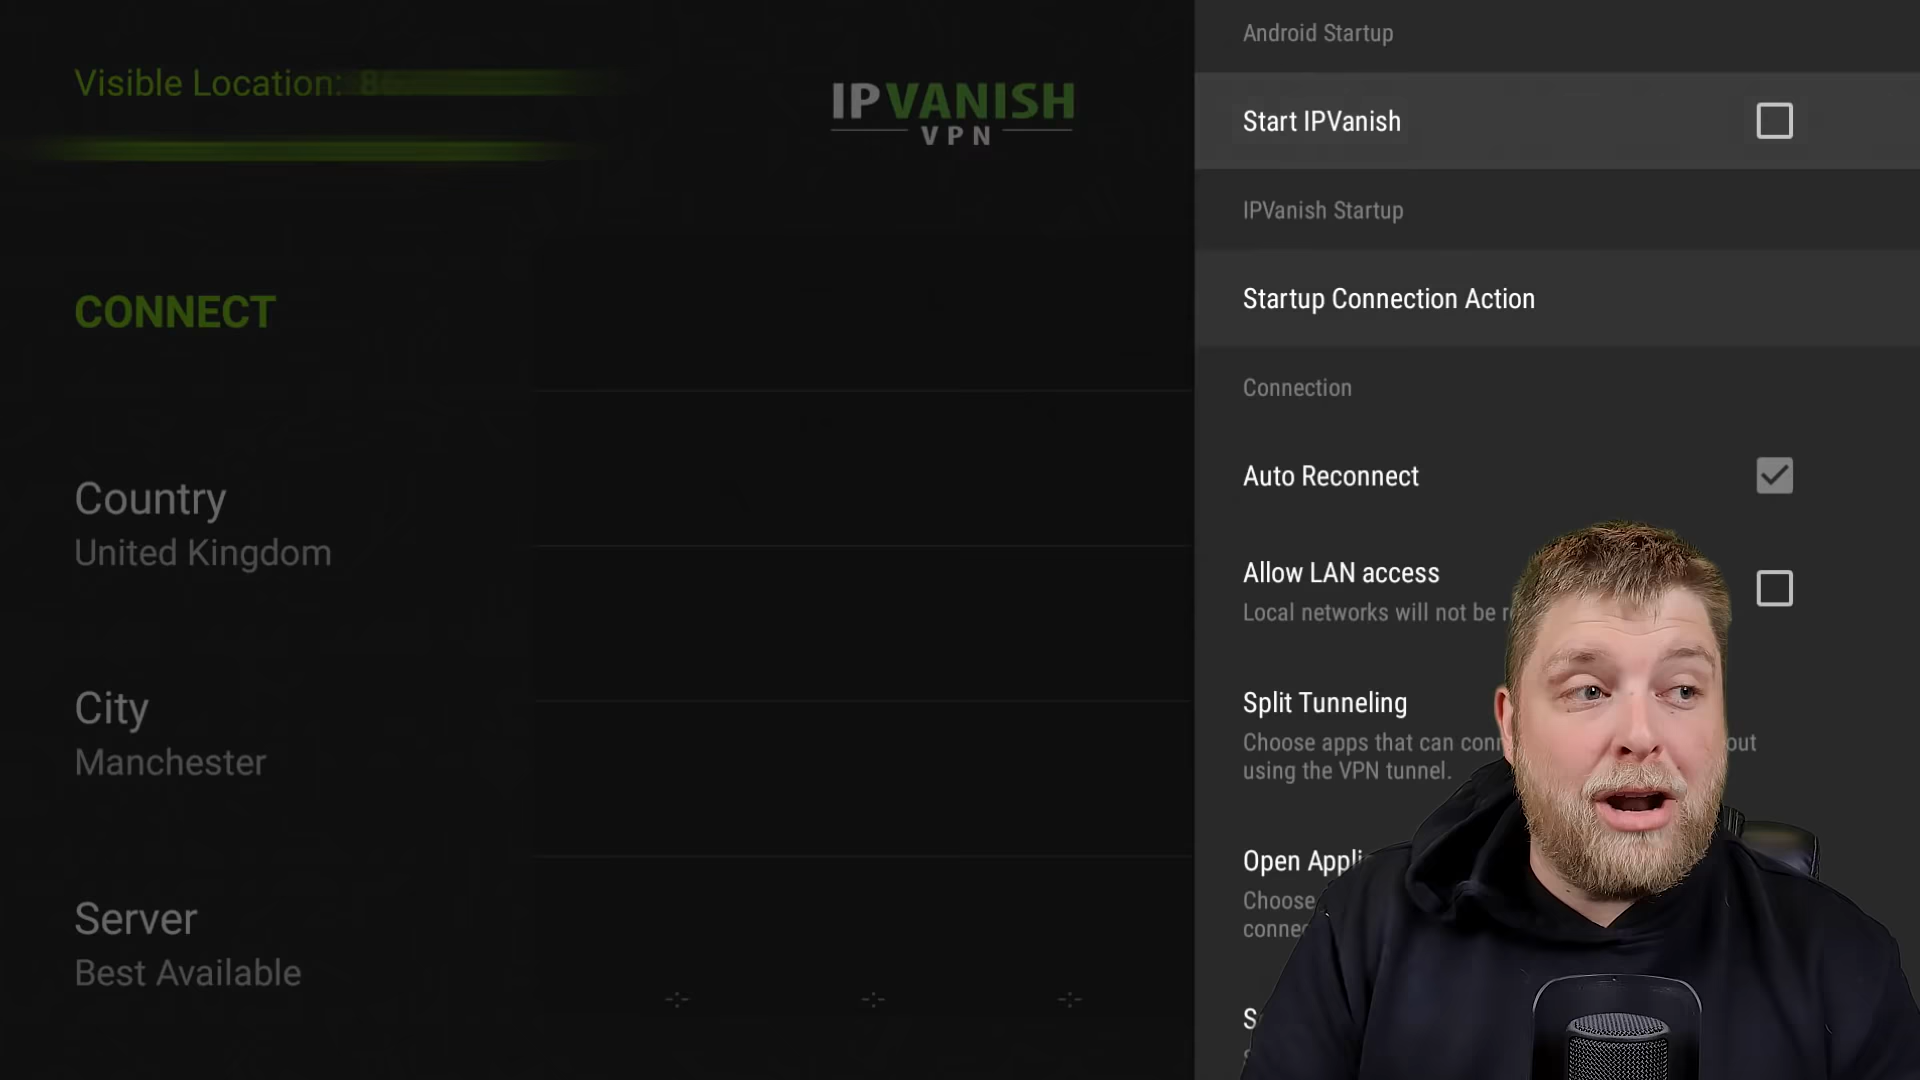 Visible Location:
IPVANISH
VPN
CONNECT
Country
United Kingdom
City
Manchester
Server
Best Available
Android Startup
Start IPVanish
IPVanish Startup
Startup Connection Action
Connection
Auto Reconnect
Allow LAN access
Local networks will not be
Split Tunneling
Choose apps that can
using the VPN tunnel.
Open
Choose